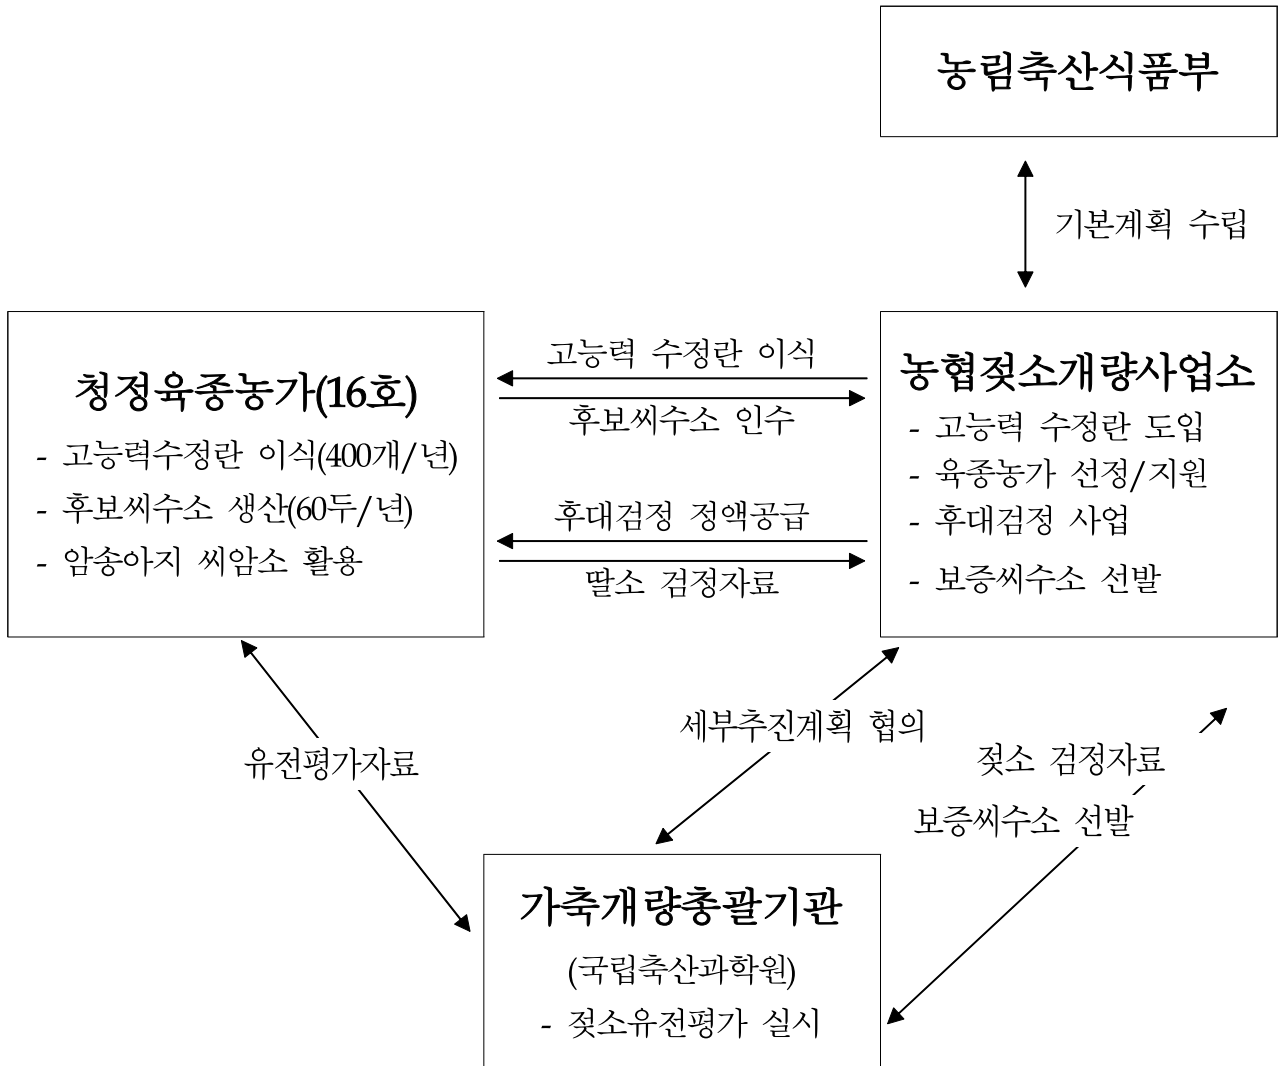 농림축산식품부
기본계획 수립
청정육종농가(16호)
- 고능력수정란 이식(400개/년)
- 후보씨수소 생산(60두/년)
- 암송아지 씨암소 활용
고능력 수정란 이식
후보씨수소 인수
후대검정 정액공급
딸소 검정자료
농협젖소개량사업소
- 고능력 수정란 도입
- 육종농가 선정/지원
- 후대검정 사업
- 보증씨수소 선발
유전평가자료
세부추진계획 협의
젖소 검정자료
보증씨수소 선발
가축개량총괄기관
(국립축산과학원)
- 젖소유전평가 실시